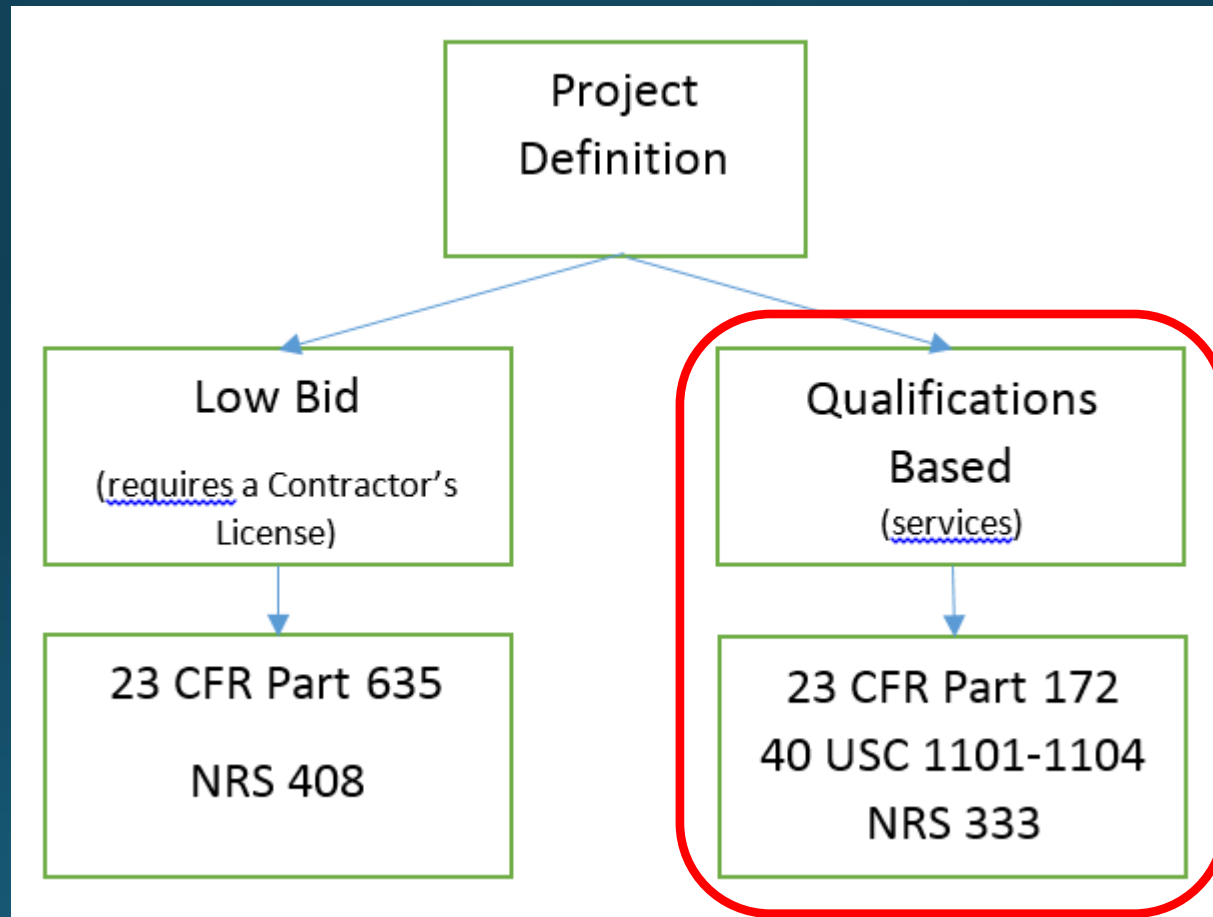 Project
Definition
Low Bid
(requires a Contractor's
License)
Qualifications
Based
(services)
23 CFR Part 635
NRS 408
23 CFR Part 172
40 USC 1101-1104
NRS 333